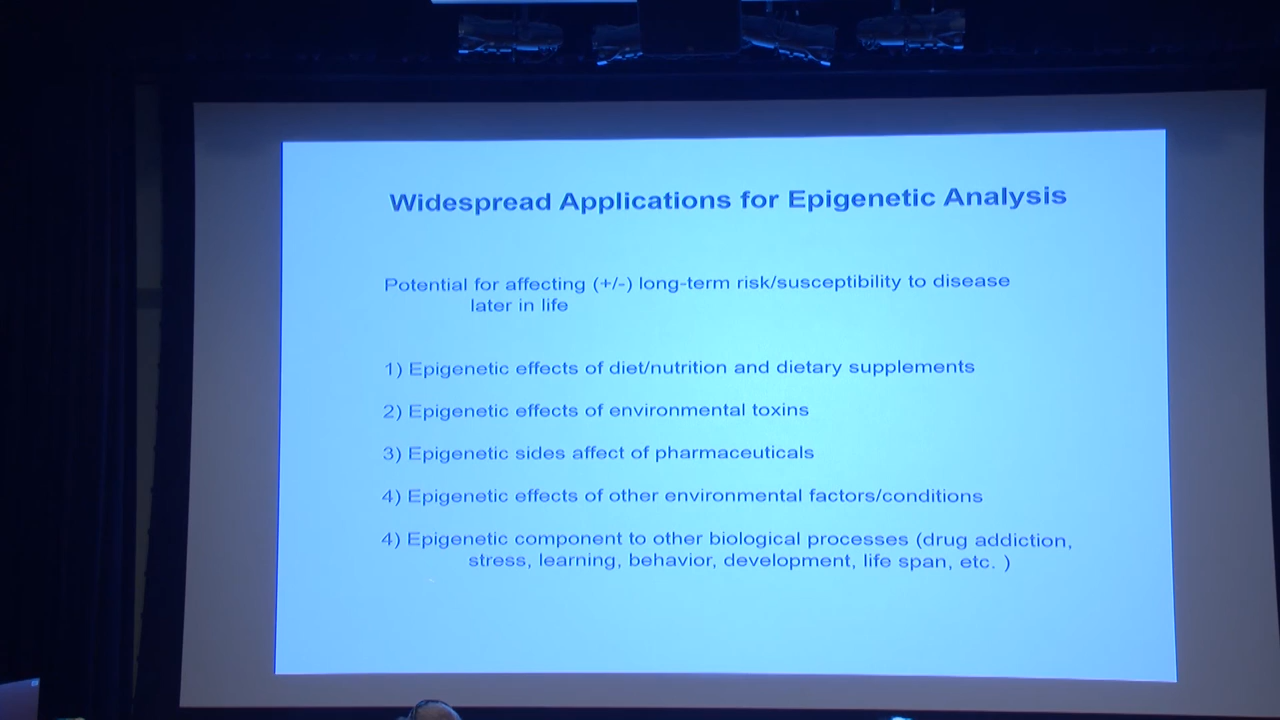 Widespread Applications for Epigenetic Analysis
Potential for affecting (+/-) long-term risk/susceptibility to disease
later in life
1) Epigenetic effects of diet/nutrition and dietary supplements
2) Epigenetic effects of environmental toxins
3) Epigenetic sides affect of pharmaceuticals
4) Epigenetic effects of other environmental factors/conditions
4) Epigenetic component to other biological processes (drug addiction,
stress, learning, behavior, development, life span, etc. )